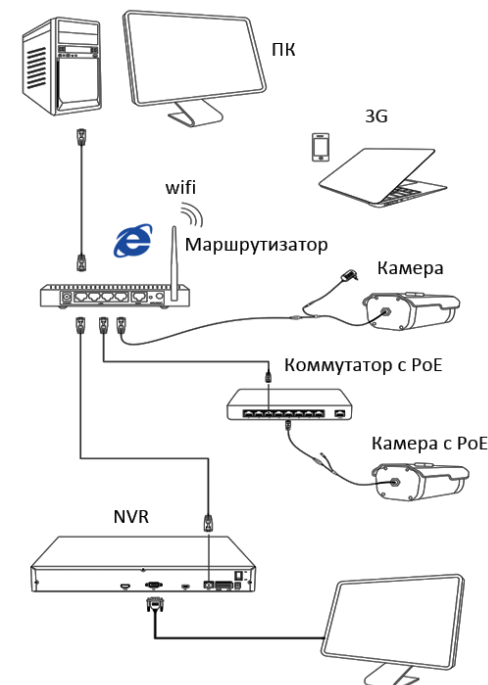 ПК
3G
wifi
Маршрутизатор
Камера
Коммутатор с PoE
Камера с PoE
NVR